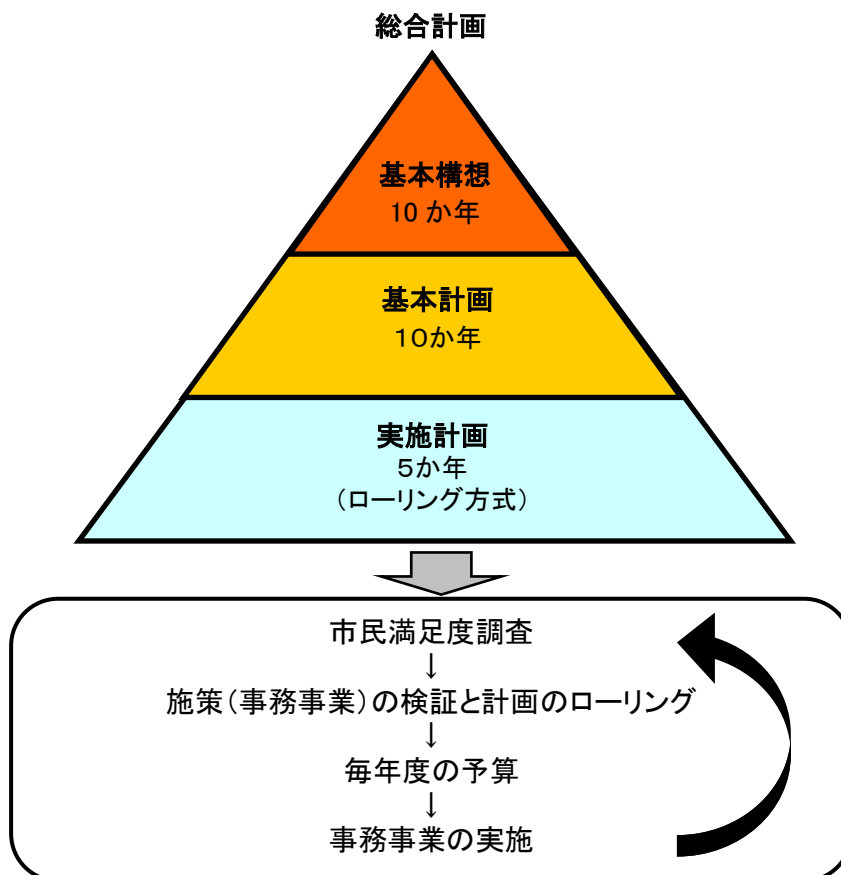 総合計画
基本構想
10 か年
基本計画
10か年
実施計画
5か年
（ローリング方式）
市民満足度調査
↓
施策（事務事業）の検証と計画のローリング
↓
毎年度の予算
↓
事務事業の実施